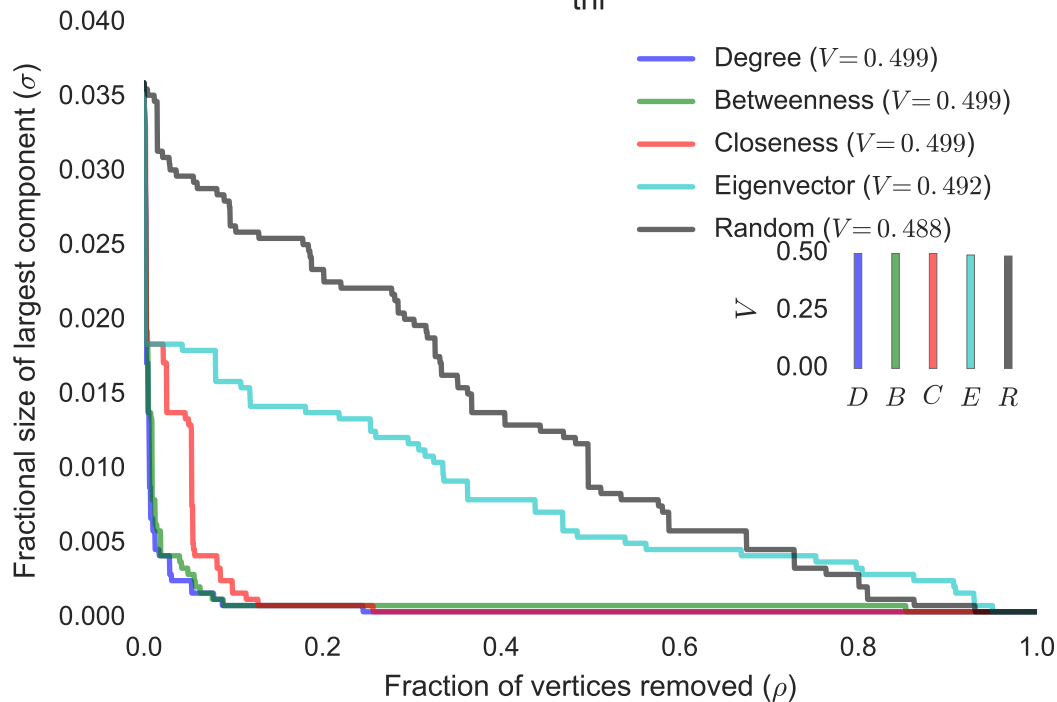 0.040
0.035
0.030
0.025
0.020
0.015
0.010
0.005
0.000
Fractional size of largest component (σ)
0.0 0.2 0.4 0.6 0.8 1.0
Fraction of vertices removed (ρ)
Degree (V=0.499)
Betweenness (V=0.499)
Closeness (V=0.499)
Eigenvector (V=0.492)
Random (V=0.488)
0.50
0.25
0.00
V
D B C E R